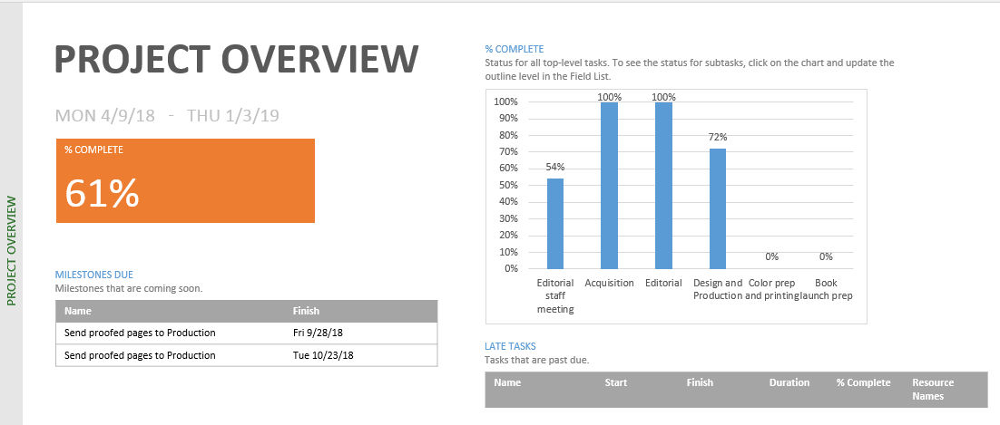 PROJECT OVERVIEW
PROJECT OVERVIEW
MON 4/9/18 - THU 1/3/19
% COMPLETE
61%
MILESTONES DUE
Milestones that are coming soon.
Name Finish
Send proofed pages to Production Fri 9/28/18
Send proofed pages to Production Tue 10/23/18
% COMPLETE
Status for all top-level tasks. To see the status for subtasks, click on the chart and update the
outline level in the Field List.
100%
90%
80%
70%
60%
50%
40%
30%
20%
10%
0%
54%
100%
100%
72%
0%
0%
Editorial
staff
meeting
Acquisition
Editorial
Design and
Production
Color prep
and printing
Book
launch prep
LATE TASKS
Tasks that are past due.
Name Start Finish Duration % Complete Resource
Names